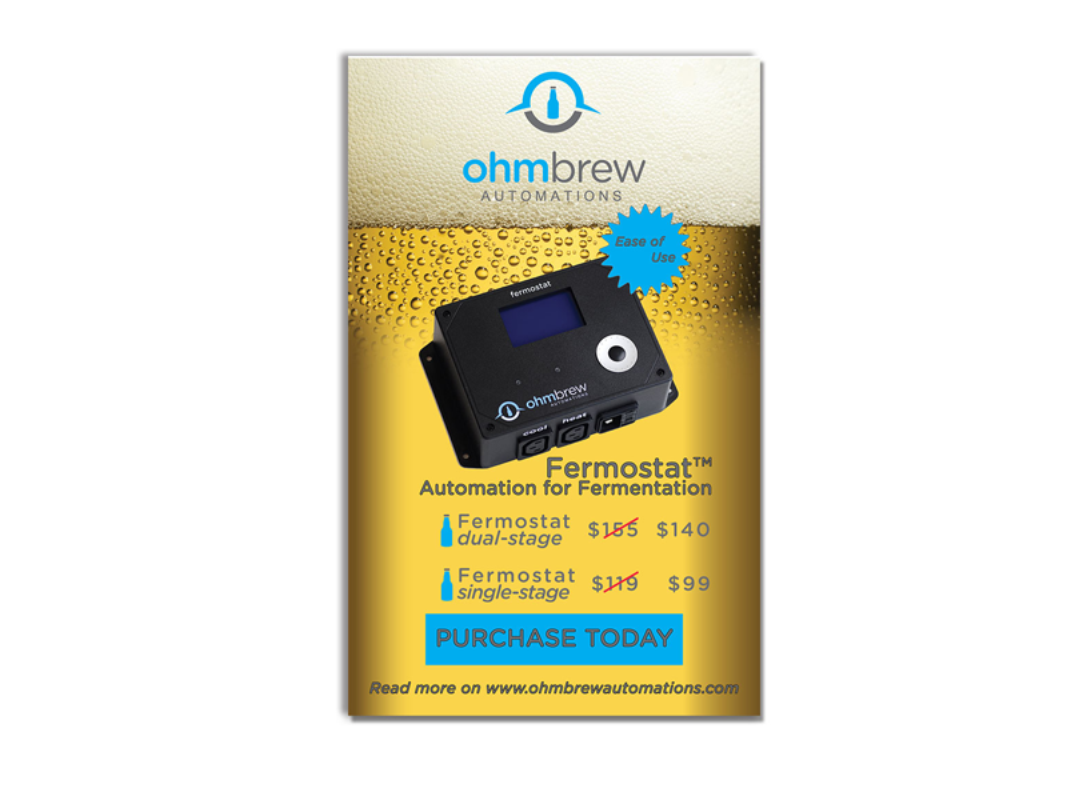 ohmbrew
AUTOMATIONS
Ease of
Use
fermostat
ohmbrew
AUTOMATIONS
cool heat
Fermostat™
Automation for Fermentation
Fermostat $155 $140
dual-stage
Fermostat $119 $99
single-stage
PURCHASE TODAY
Read more on www.ohmbrewautomations.com